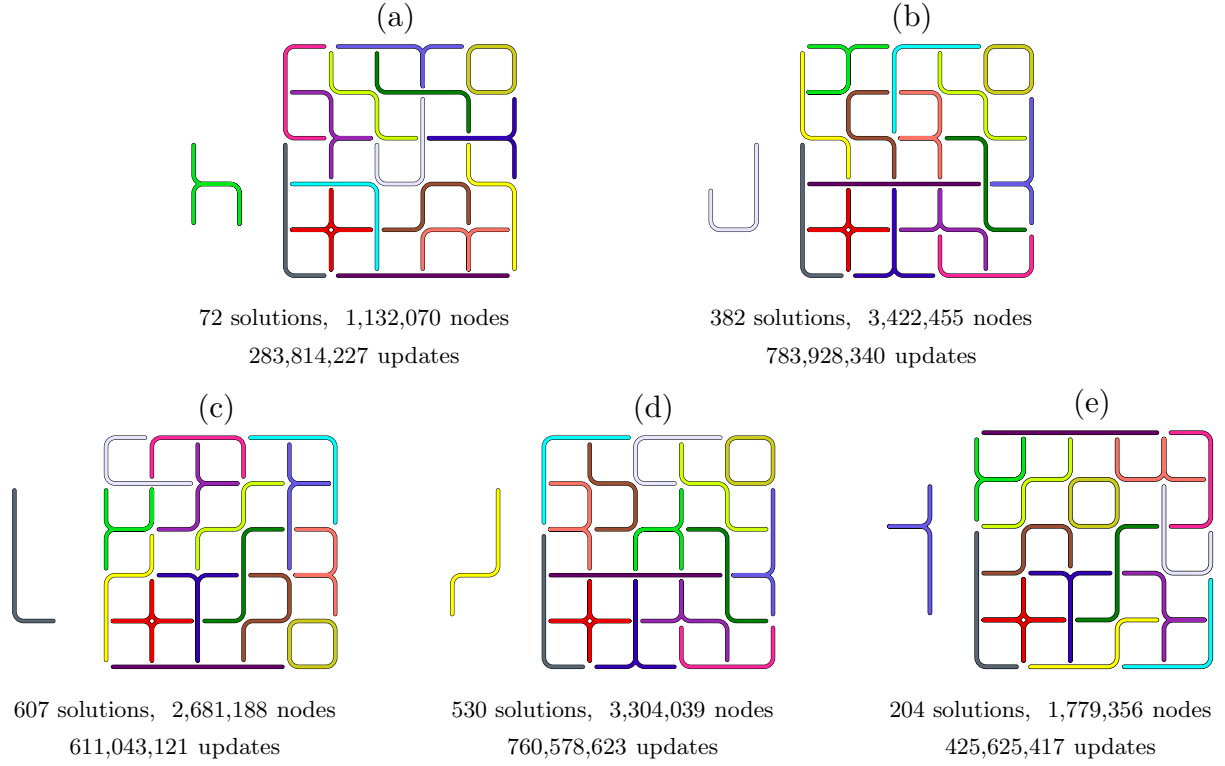 (a)
72 solutions, 1,132,070 nodes
283,814,227 updates
(b)
382 solutions, 3,422,455 nodes
783,928,340 updates
(c)
607 solutions, 2,681,188 nodes
611,043,121 updates
(d)
530 solutions, 3,304,039 nodes
760,578,623 updates
(e)
204 solutions, 1,779,356 nodes
425,625,417 updates